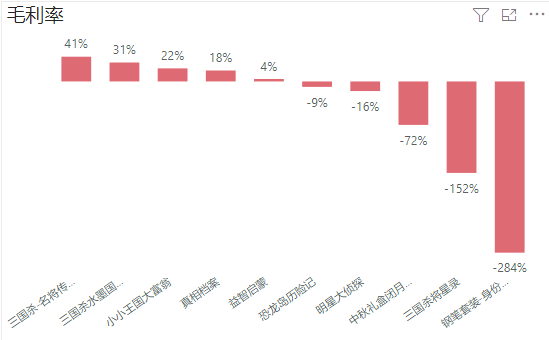 毛利率
41%
31%
22%
18%
4%
-9%
-16%
-72%
-152%
-284%
三国杀-名将传...
三国杀水墨国...
小小王国大富翁
真相档案
益智启蒙
恐龙岛历险记
明星大侦探
中秋礼盒闭月...
三国杀将星录
钢笔套装-身份...